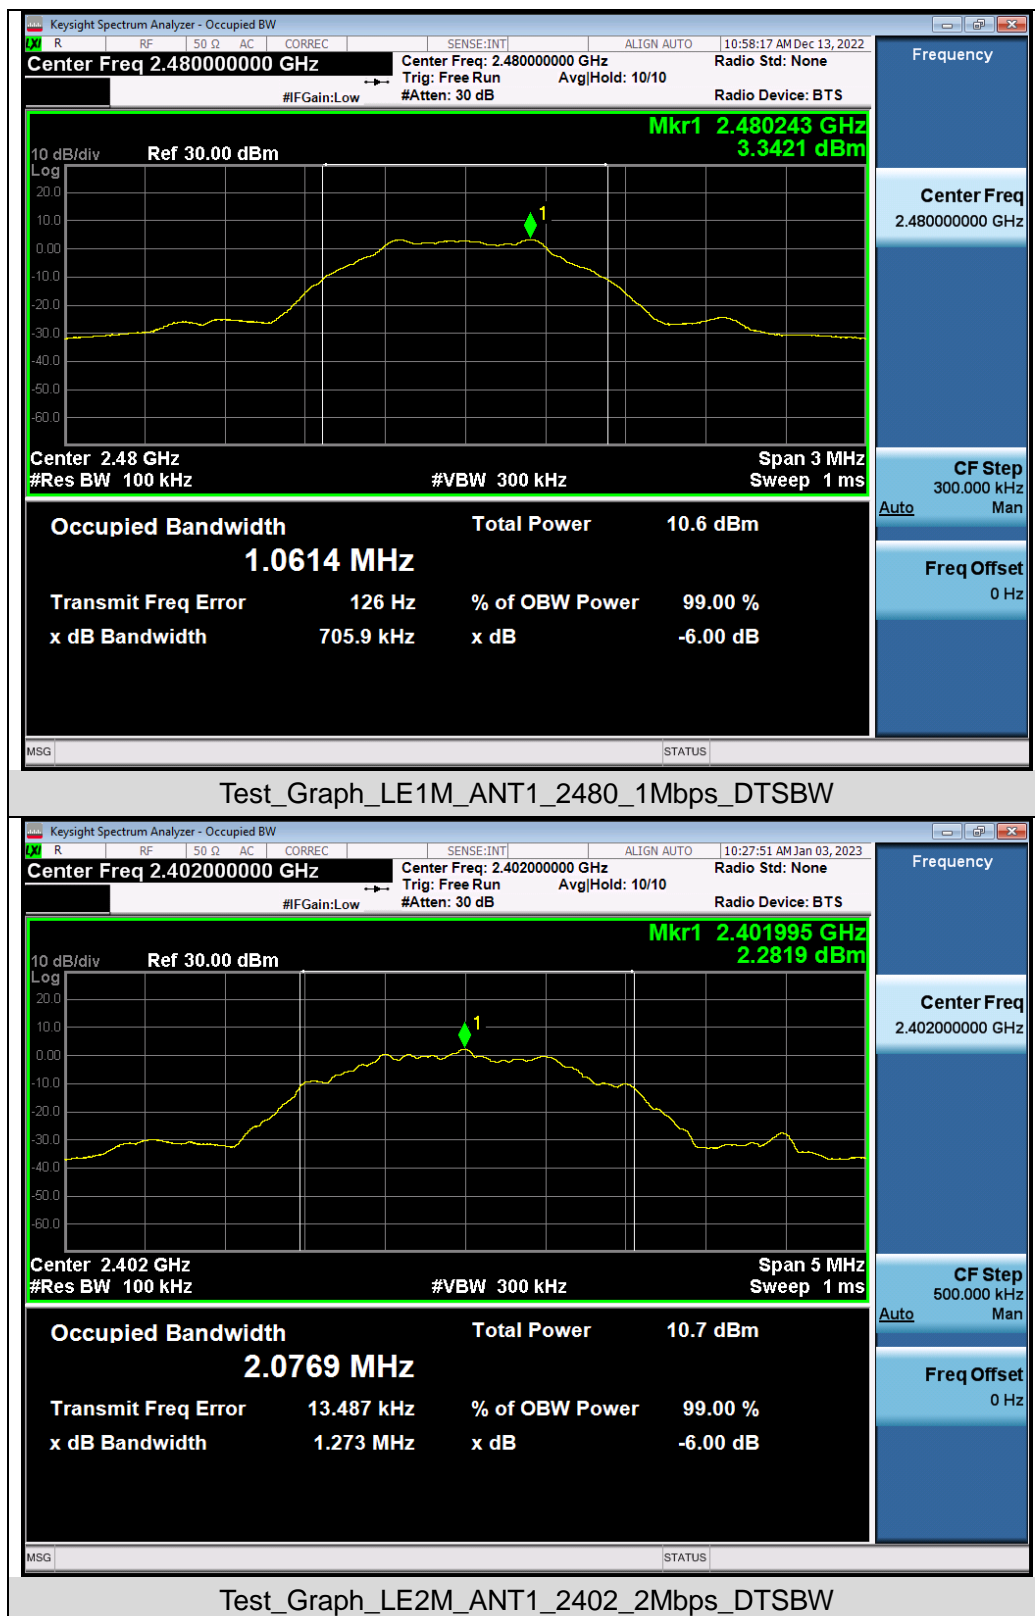 Keysight Spectrum Analyzer - Occupied BW
LXI R RF 50 Ω AC CORREC SENSE:INT ALIGN AUTO 10:58:17 AM Dec 13, 2022
Center Freq 2.480000000 GHz
Center Freq: 2.480000000 GHz Radio Std: None
Trig: Free Run Avg|Hold: 10/10
#IFGain:Low #Atten: 30 dB Radio Device: BTS
Mkr1 2.480243 GHz
3.3421 dBm
10 dB/div Ref 30.00 dBm
Log
20.0
10.0
0.00
-10.0
-20.0
-30.0
-40.0
-50.0
-60.0
1
Center 2.48 GHz Span 3 MHz
#Res BW 100 kHz #VBW 300 kHz Sweep 1 ms
Occupied Bandwidth Total Power 10.6 dBm
1.0614 MHz
Transmit Freq Error 126 Hz % of OBW Power 99.00 %
x dB Bandwidth 705.9 kHz x dB -6.00 dB
MSG STATUS
Frequency
Center Freq
2.480000000 GHz
CF Step
300.000 kHz
Auto Man
Freq Offset
0 Hz
Test_Graph_LE1M_ANT1_2480_1Mbps_DTSBW
Keysight Spectrum Analyzer - Occupied BW
LXI R RF 50 Ω AC CORREC SENSE:INT ALIGN AUTO 10:27:51 AM Jan 03, 2023
Center Freq 2.402000000 GHz
Center Freq: 2.402000000 GHz Radio Std: None
Trig: Free Run Avg|Hold: 10/10
#IFGain:Low #Atten: 30 dB Radio Device: BTS
Mkr1 2.401995 GHz
2.2819 dBm
10 dB/div Ref 30.00 dBm
Log
20.0
10.0
0.00
-10.0
-20.0
-30.0
-40.0
-50.0
-60.0
1
Center 2.402 GHz Span 5 MHz
#Res BW 100 kHz #VBW 300 kHz Sweep 1 ms
Occupied Bandwidth Total Power 10.7 dBm
2.0769 MHz
Transmit Freq Error 13.487 kHz % of OBW Power 99.00 %
x dB Bandwidth 1.273 MHz x dB -6.00 dB
MSG STATUS
Frequency
Center Freq
2.402000000 GHz
CF Step
500.000 kHz
Auto Man
Freq Offset
0 Hz
Test_Graph_LE2M_ANT1_2402_2Mbps_DTSBW